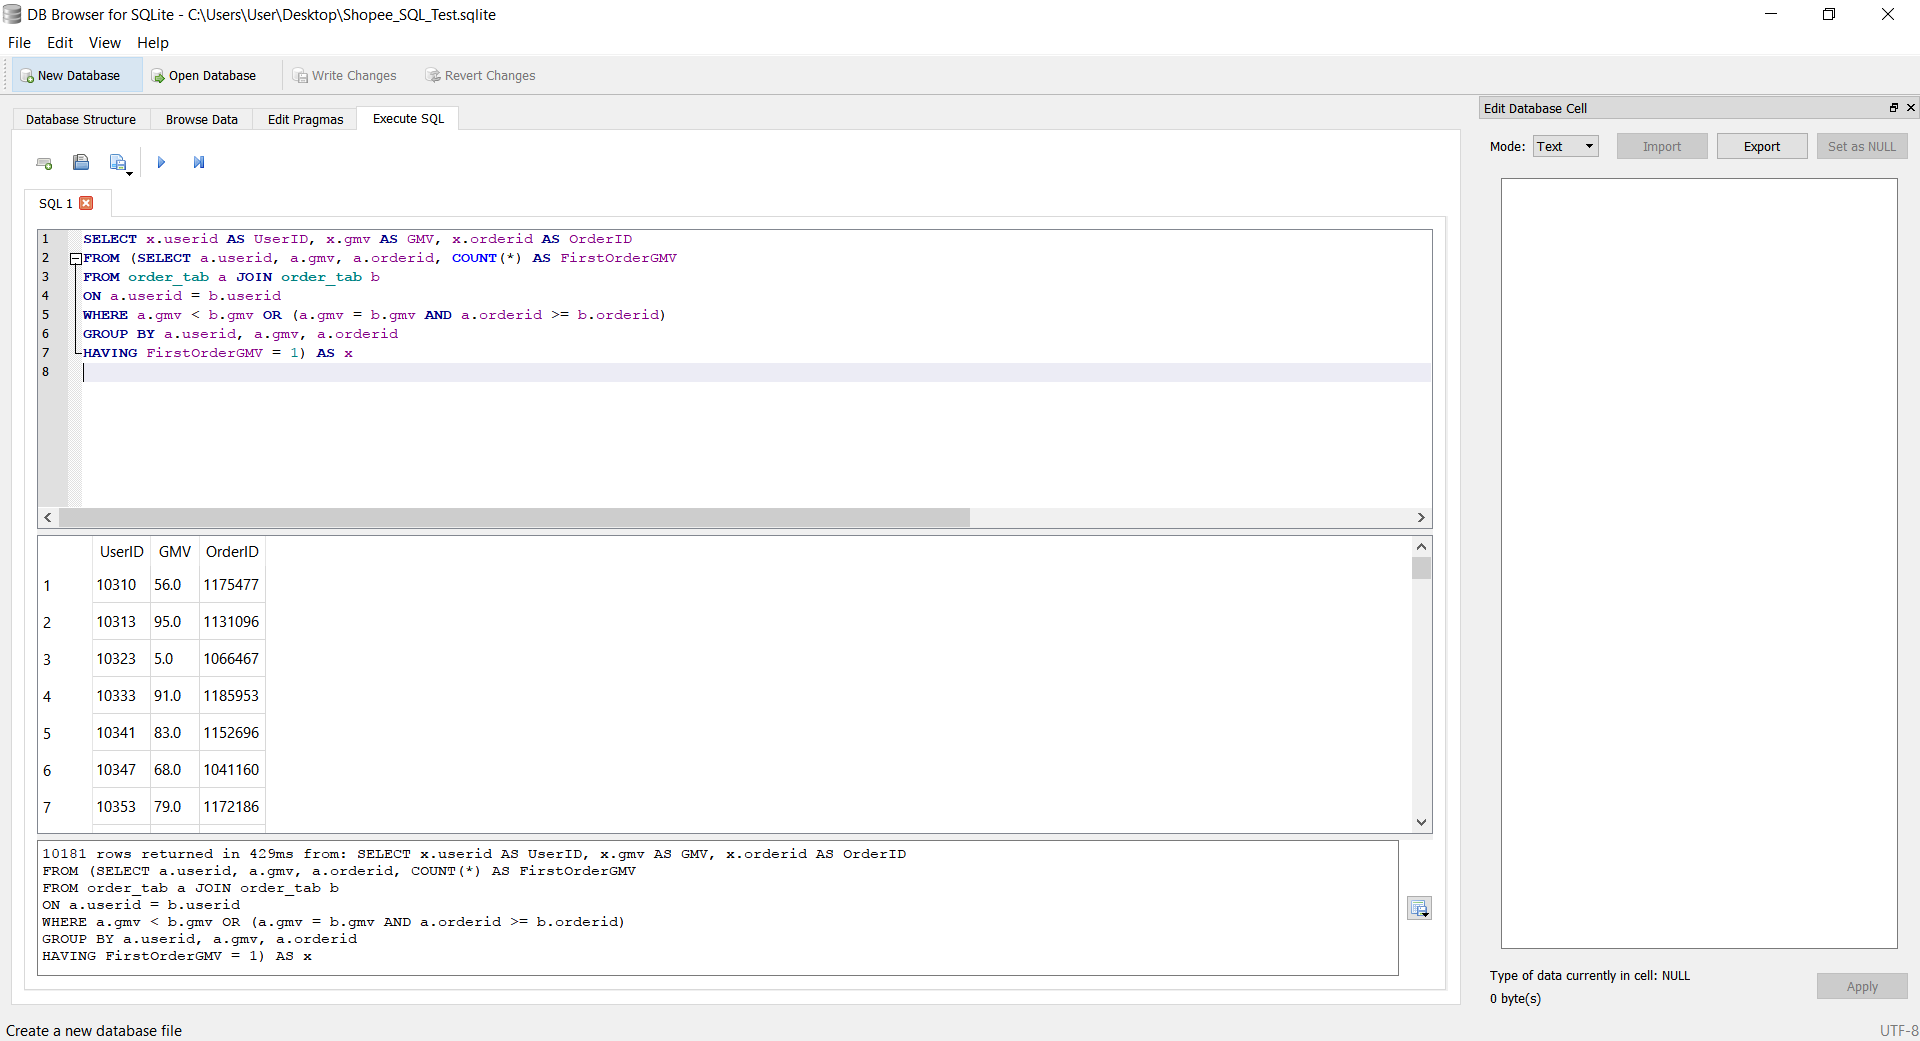 DB Browser for SQLite - C:\Users\User\Desktop\Shopee_SQL_Test.sqlite
File Edit View Help
New Database Open Database Write Changes Revert Changes
Database Structure Browse Data Edit Pragmas Execute SQL
SQL 1
1 SELECT x.userid AS UserID, x.gmv AS GMV, x.orderid AS OrderID
2 FROM (SELECT a.userid, a.gmv, a.orderid, COUNT(*) AS FirstOrderGMV
3 FROM order_tab a JOIN order_tab b
4 ON a.userid = b.userid
5 WHERE a.gmv < b.gmv OR (a.gmv = b.gmv AND a.orderid >= b.orderid)
6 GROUP BY a.userid, a.gmv, a.orderid
7 HAVING FirstOrderGMV = 1) AS x
8
UserID GMV OrderID
1 10310 56.0 1175477
2 10313 95.0 1131096
3 10323 5.0 1066467
4 10333 91.0 1185953
5 10341 83.0 1152696
6 10347 68.0 1041160
7 10353 79.0 1172186
10181 rows returned in 429ms from: SELECT x.userid AS UserID, x.gmv AS GMV, x.orderid AS OrderID
FROM (SELECT a.userid, a.gmv, a.orderid, COUNT(*) AS FirstOrderGMV
FROM order_tab a JOIN order_tab b
ON a.userid = b.userid
WHERE a.gmv < b.gmv OR (a.gmv = b.gmv AND a.orderid >= b.orderid)
GROUP BY a.userid, a.gmv, a.orderid
HAVING FirstOrderGMV = 1) AS x
Edit Database Cell
Mode: Text Import Export Set as NULL
Type of data currently in cell: NULL
0 byte(s)
Apply
Create a new database file
UTF-8